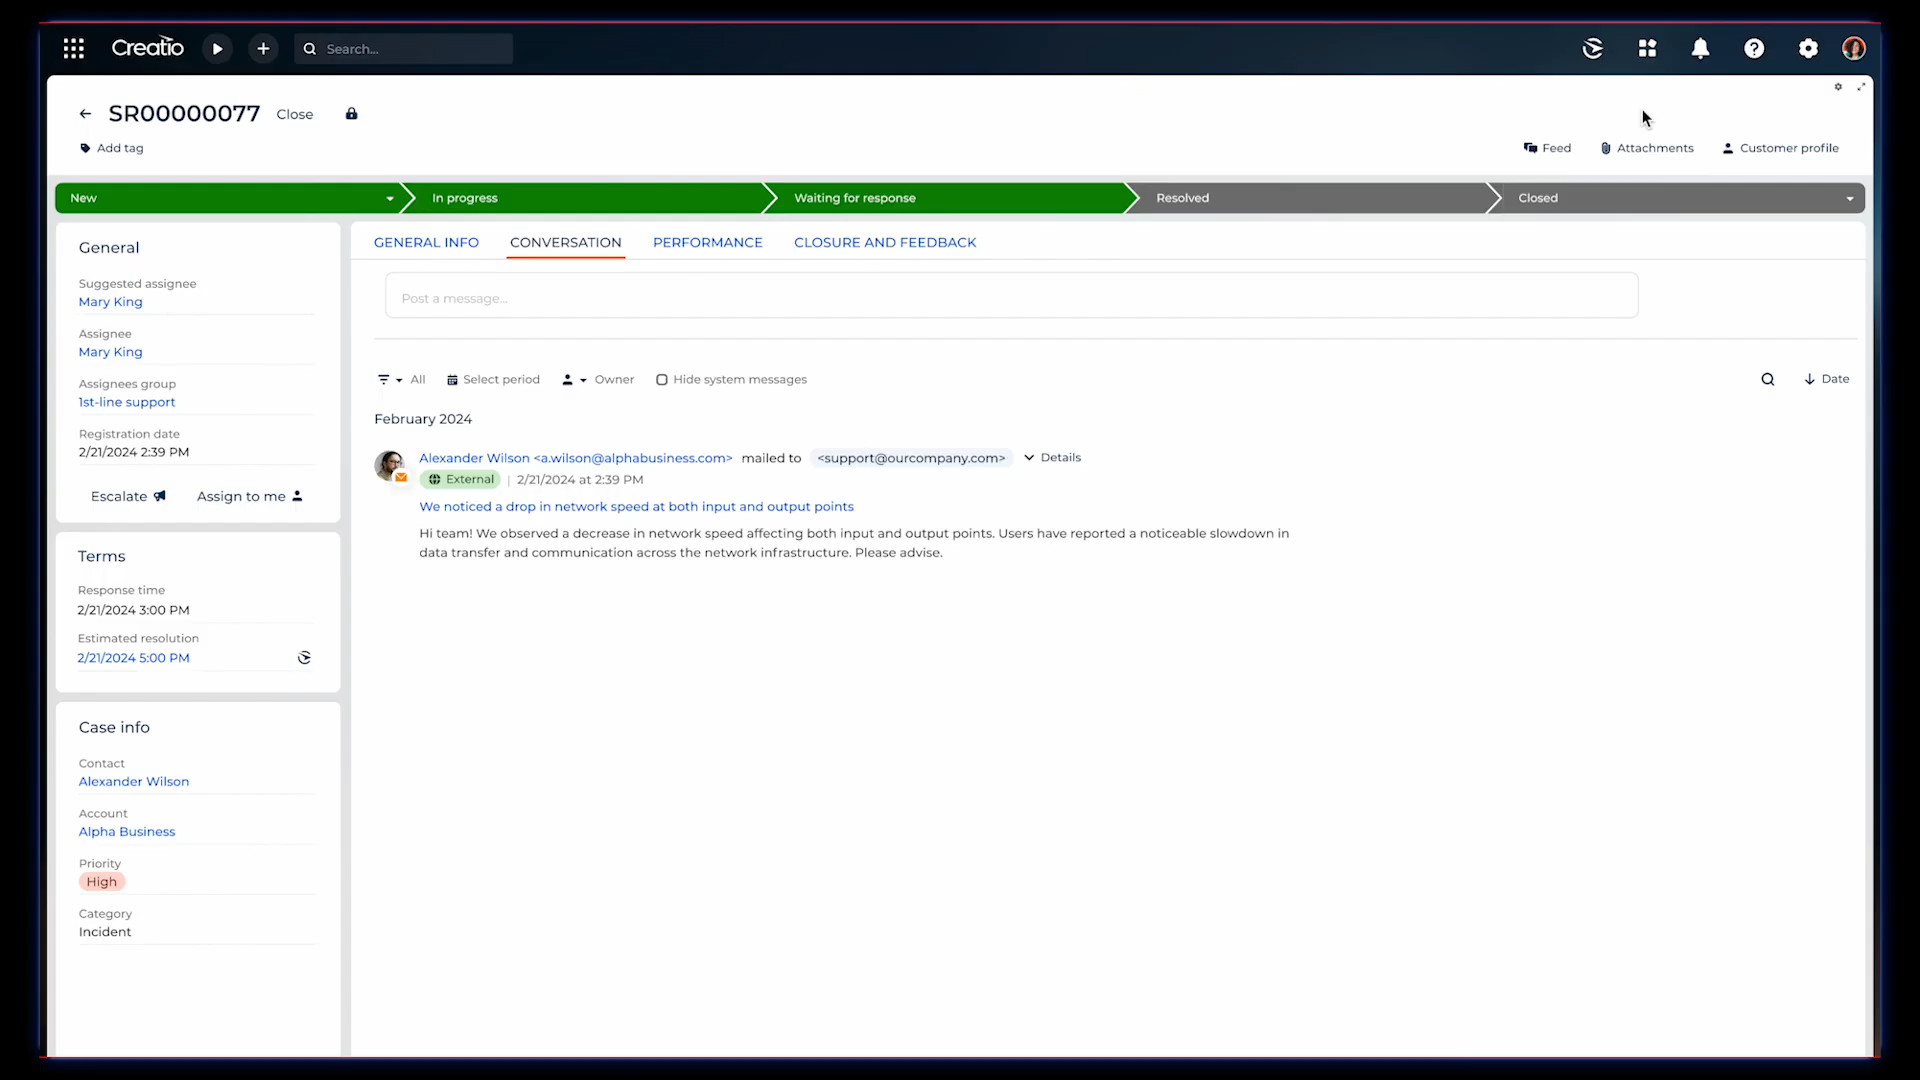 Creatio
Search...
SR00000077 Close
Add tag
Feed Attachments Customer profile
New In progress Waiting for response Resolved Closed
General
Suggested assignee
Mary King
Assignee
Mary King
Assignees group
1st-line support
Registration date
2/21/2024 2:39 PM
Escalate Assign to me
Terms
Response time
2/21/2024 3:00 PM
Estimated resolution
2/21/2024 5:00 PM
Case info
Contact
Alexander Wilson
Account
Alpha Business
Priority
High
Category
Incident
GENERAL INFO CONVERSATION PERFORMANCE CLOSURE AND FEEDBACK
Post a message...
All Select period Owner Hide system messages Date
February 2024
Alexander Wilson <a.wilson@alphabusiness.com> mailed to <support@ourcompany.com> Details
External | 2/21/2024 at 2:39 PM
We noticed a drop in network speed at both input and output points
Hi team! We observed a decrease in network speed affecting both input and output points. Users have reported a noticeable slowdown in
data transfer and communication across the network infrastructure. Please advise.